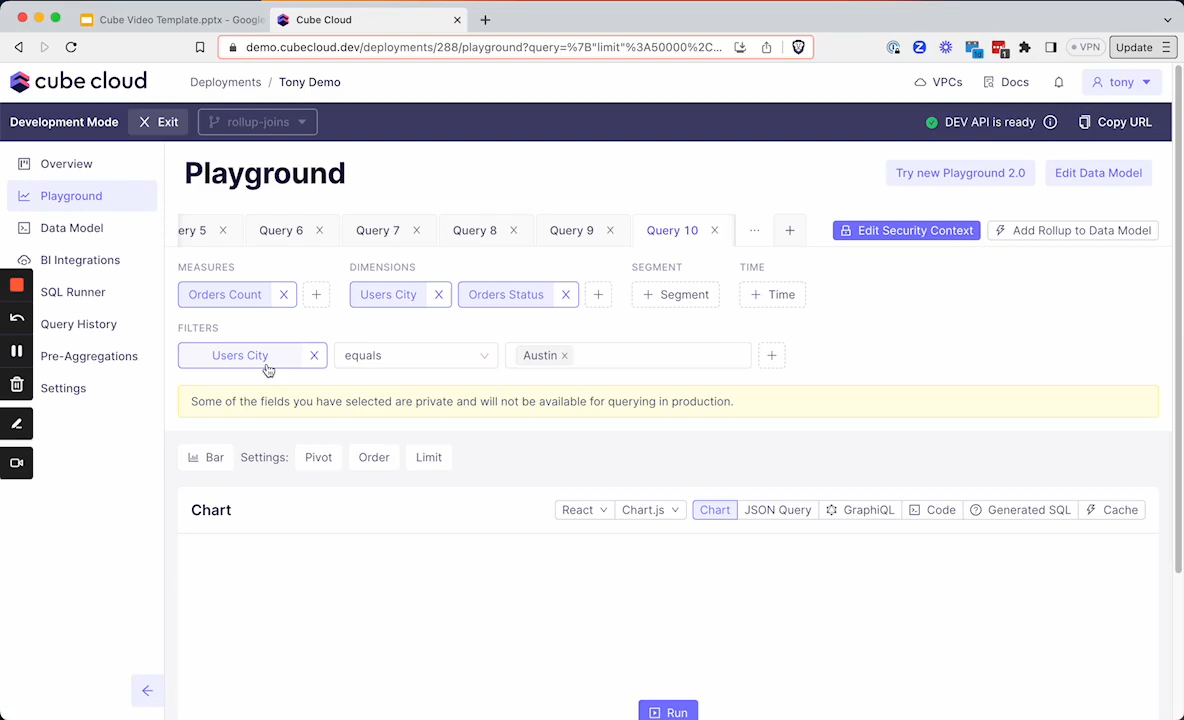 Cube Video Template.pptx - Google
Cube Cloud
demo.cubecloud.dev/deployments/288/playground?query=%7B"limit"%3A50000%2C...
VPN
Update
cube cloud
Deployments / Tony Demo
VPCs
Docs
tony
Development Mode
Exit
rollup-joins
DEV API is ready
Copy URL
Overview
Playground
Data Model
BI Integrations
SQL Runner
Query History
Pre-Aggregations
Settings
Playground
Try new Playground 2.0
Edit Data Model
ery 5
Query 6
Query 7
Query 8
Query 9
Query 10
...
Edit Security Context
Add Rollup to Data Model
MEASURES
DIMENSIONS
SEGMENT
TIME
Orders Count
Users City
Orders Status
Segment
Time
FILTERS
Users City
equals
Austin
Some of the fields you have selected are private and will not be available for querying in production.
Bar
Settings:
Pivot
Order
Limit
Chart
React
Chart.js
Chart
JSON Query
GraphiQL
Code
Generated SQL
Cache
Run